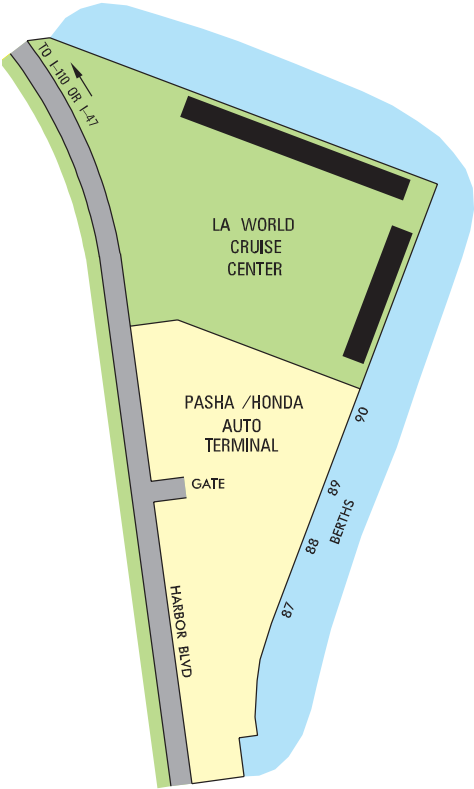 TO I-110 OR I-47
LA WORLD
CRUISE
CENTER
PASHA /HONDA
AUTO
TERMINAL
GATE
HARBOR BLVD
90
89
88
87
BERTHS